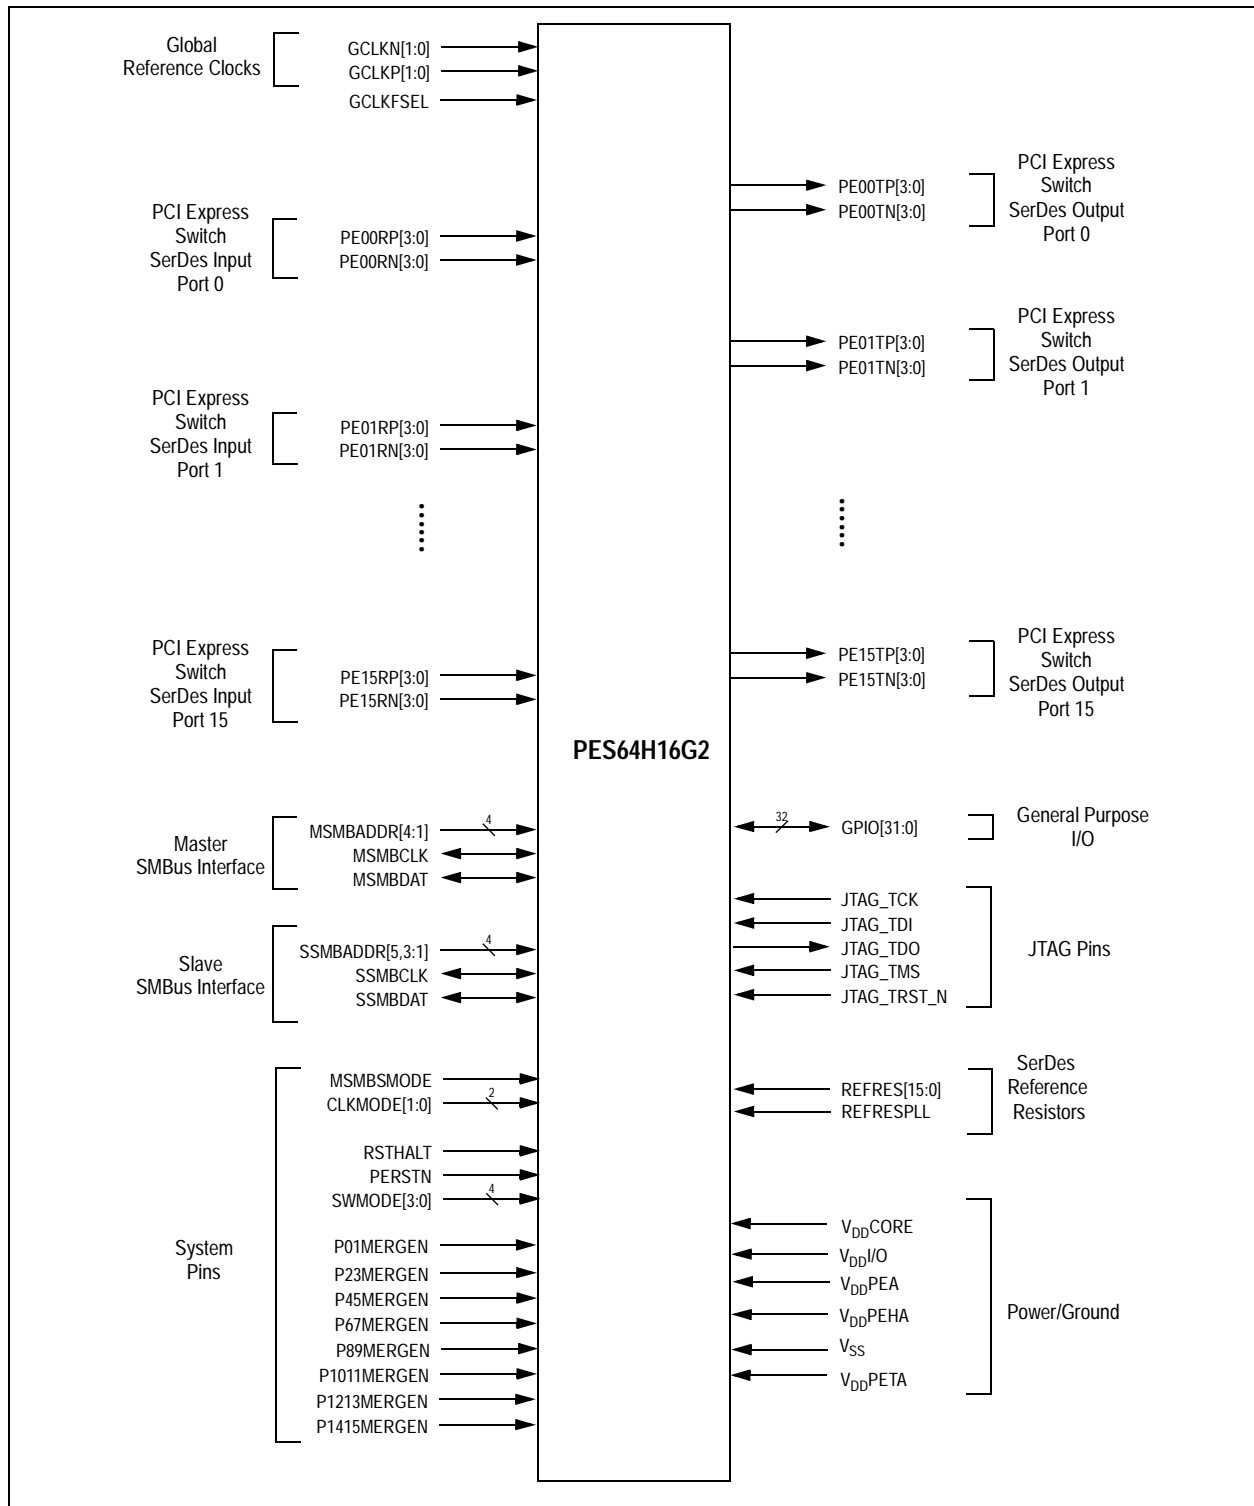 Global
Reference Clocks
GCLKN[1:0]
GCLKP[1:0]
GCLKFSEL
PCI Express
Switch
SerDes Input
Port 0
PE00RP[3:0]
PE00RN[3:0]
PCI Express
Switch
SerDes Input
Port 1
PE01RP[3:0]
PE01RN[3:0]
PCI Express
Switch
SerDes Input
Port 15
PE15RP[3:0]
PE15RN[3:0]
Master
SMBus Interface
MSMBADDR[4:1]
4
MSMBCLK
MSMBDAT
Slave
SMBus Interface
SSMBADDR[5,3:1]
4
SSMBCLK
SSMBDAT
System
Pins
MSMBSMODE
CLKMODE[1:0]
2
RSTHALT
PERSTN
SWMODE[3:0]
4
P01MERGEN
P23MERGEN
P45MERGEN
P67MERGEN
P89MERGEN
P1011MERGEN
P1213MERGEN
P1415MERGEN
PES64H16G2
PE00TP[3:0]
PE00TN[3:0]
PCI Express
Switch
SerDes Output
Port 0
PE01TP[3:0]
PE01TN[3:0]
PCI Express
Switch
SerDes Output
Port 1
PE15TP[3:0]
PE15TN[3:0]
PCI Express
Switch
SerDes Output
Port 15
32
GPIO[31:0]
General Purpose
I/O
JTAG_TCK
JTAG_TDI
JTAG_TDO
JTAG_TMS
JTAG_TRST_N
JTAG Pins
REFRES[15:0]
REFRESPLL
SerDes
Reference
Resistors
VDDCORE
VDDI/O
VDDPEA
VDDPEHA
VSS
VDDPETA
Power/Ground